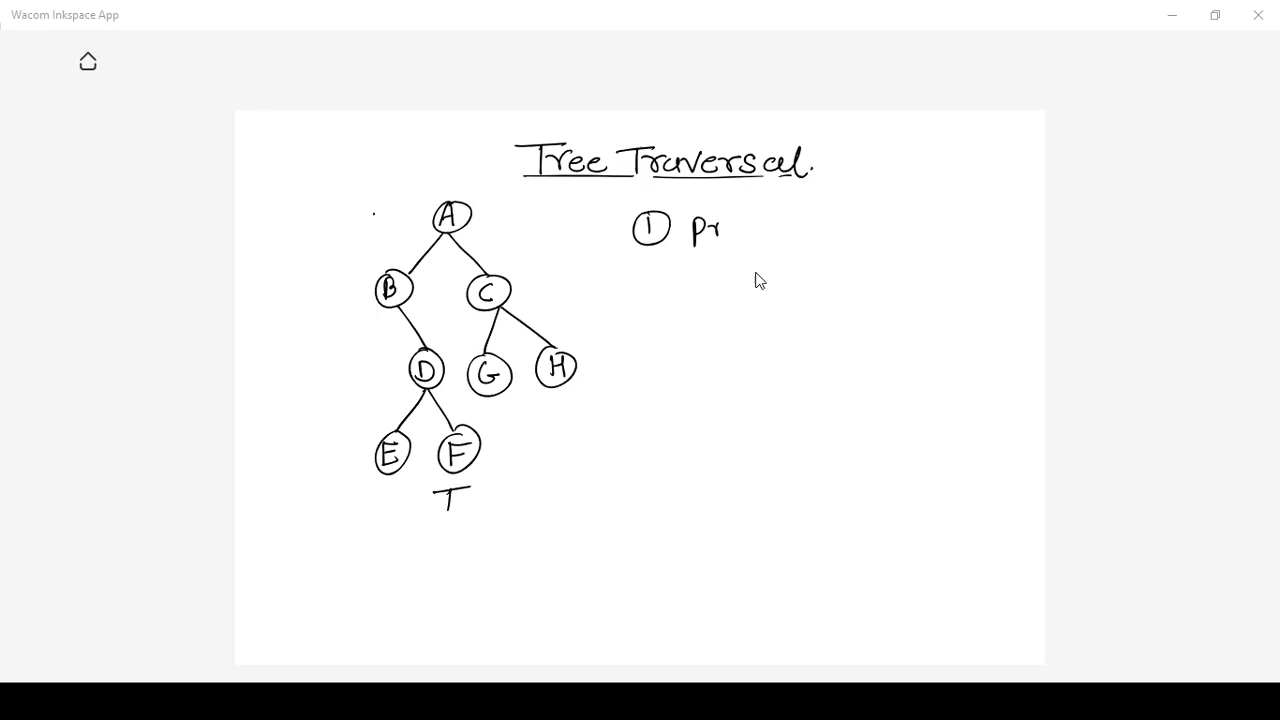 Wacom Inkspace App
Tree Traversal.
① Pr
A
B C
D G H
E F
T